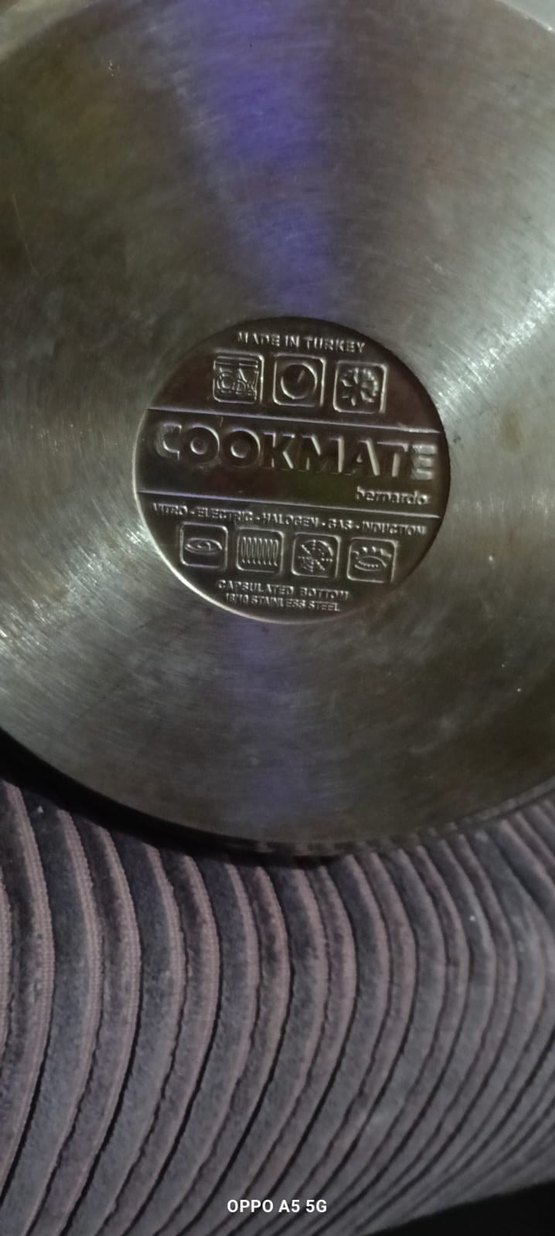 MADE IN TURKEY
COOKMATE
bernardo
VITRO - ELECTRIC - HALOGEN - GAS - INDUCTION
CAPSULATED BOTTOM
18/10 STAINLESS STEEL
OPPO A5 5G